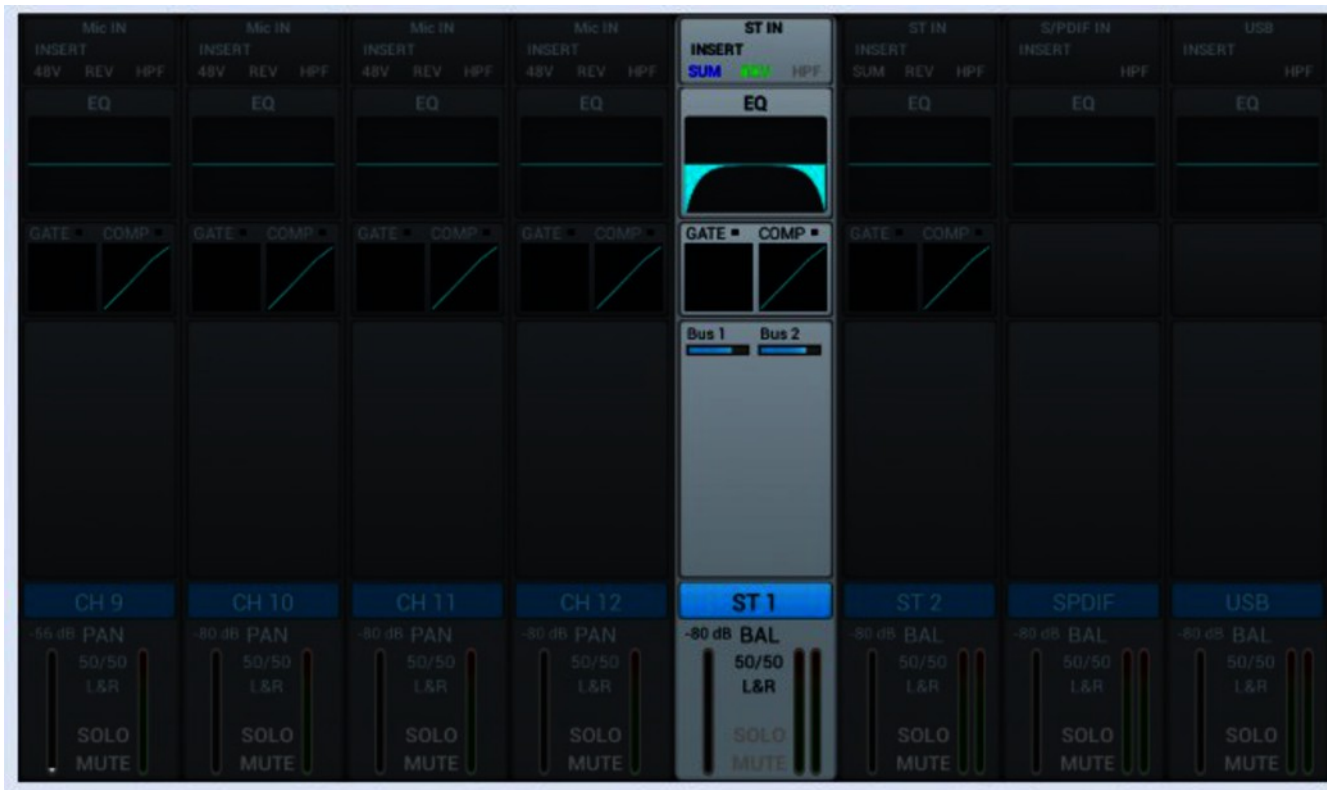 Mic IN Mic IN Mic IN Mic IN ST IN ST IN S/PDIF IN USB
INSERT INSERT INSERT INSERT INSERT INSERT INSERT INSERT
48V REV HPF 48V REV HPF 48V REV HPF 48V REV HPF SUM REV HPF SUM REV HPF HPF HPF
EQ EQ EQ EQ EQ EQ EQ EQ
GATE COMP GATE COMP GATE COMP GATE COMP GATE COMP GATE COMP
Bus 1 Bus 2
CH 9 CH 10 CH 11 CH 12 ST 1 ST 2 SPDIF USB
-56 dB PAN -80 dB PAN -80 dB PAN -80 dB PAN -80 dB BAL -80 dB BAL -80 dB BAL -80 dB BAL
50/50 50/50 50/50 50/50 50/50 50/50 50/50 50/50
L&R L&R L&R L&R L&R L&R L&R L&R
SOLO SOLO SOLO SOLO SOLO SOLO SOLO SOLO
MUTE MUTE MUTE MUTE MUTE MUTE MUTE MUTE